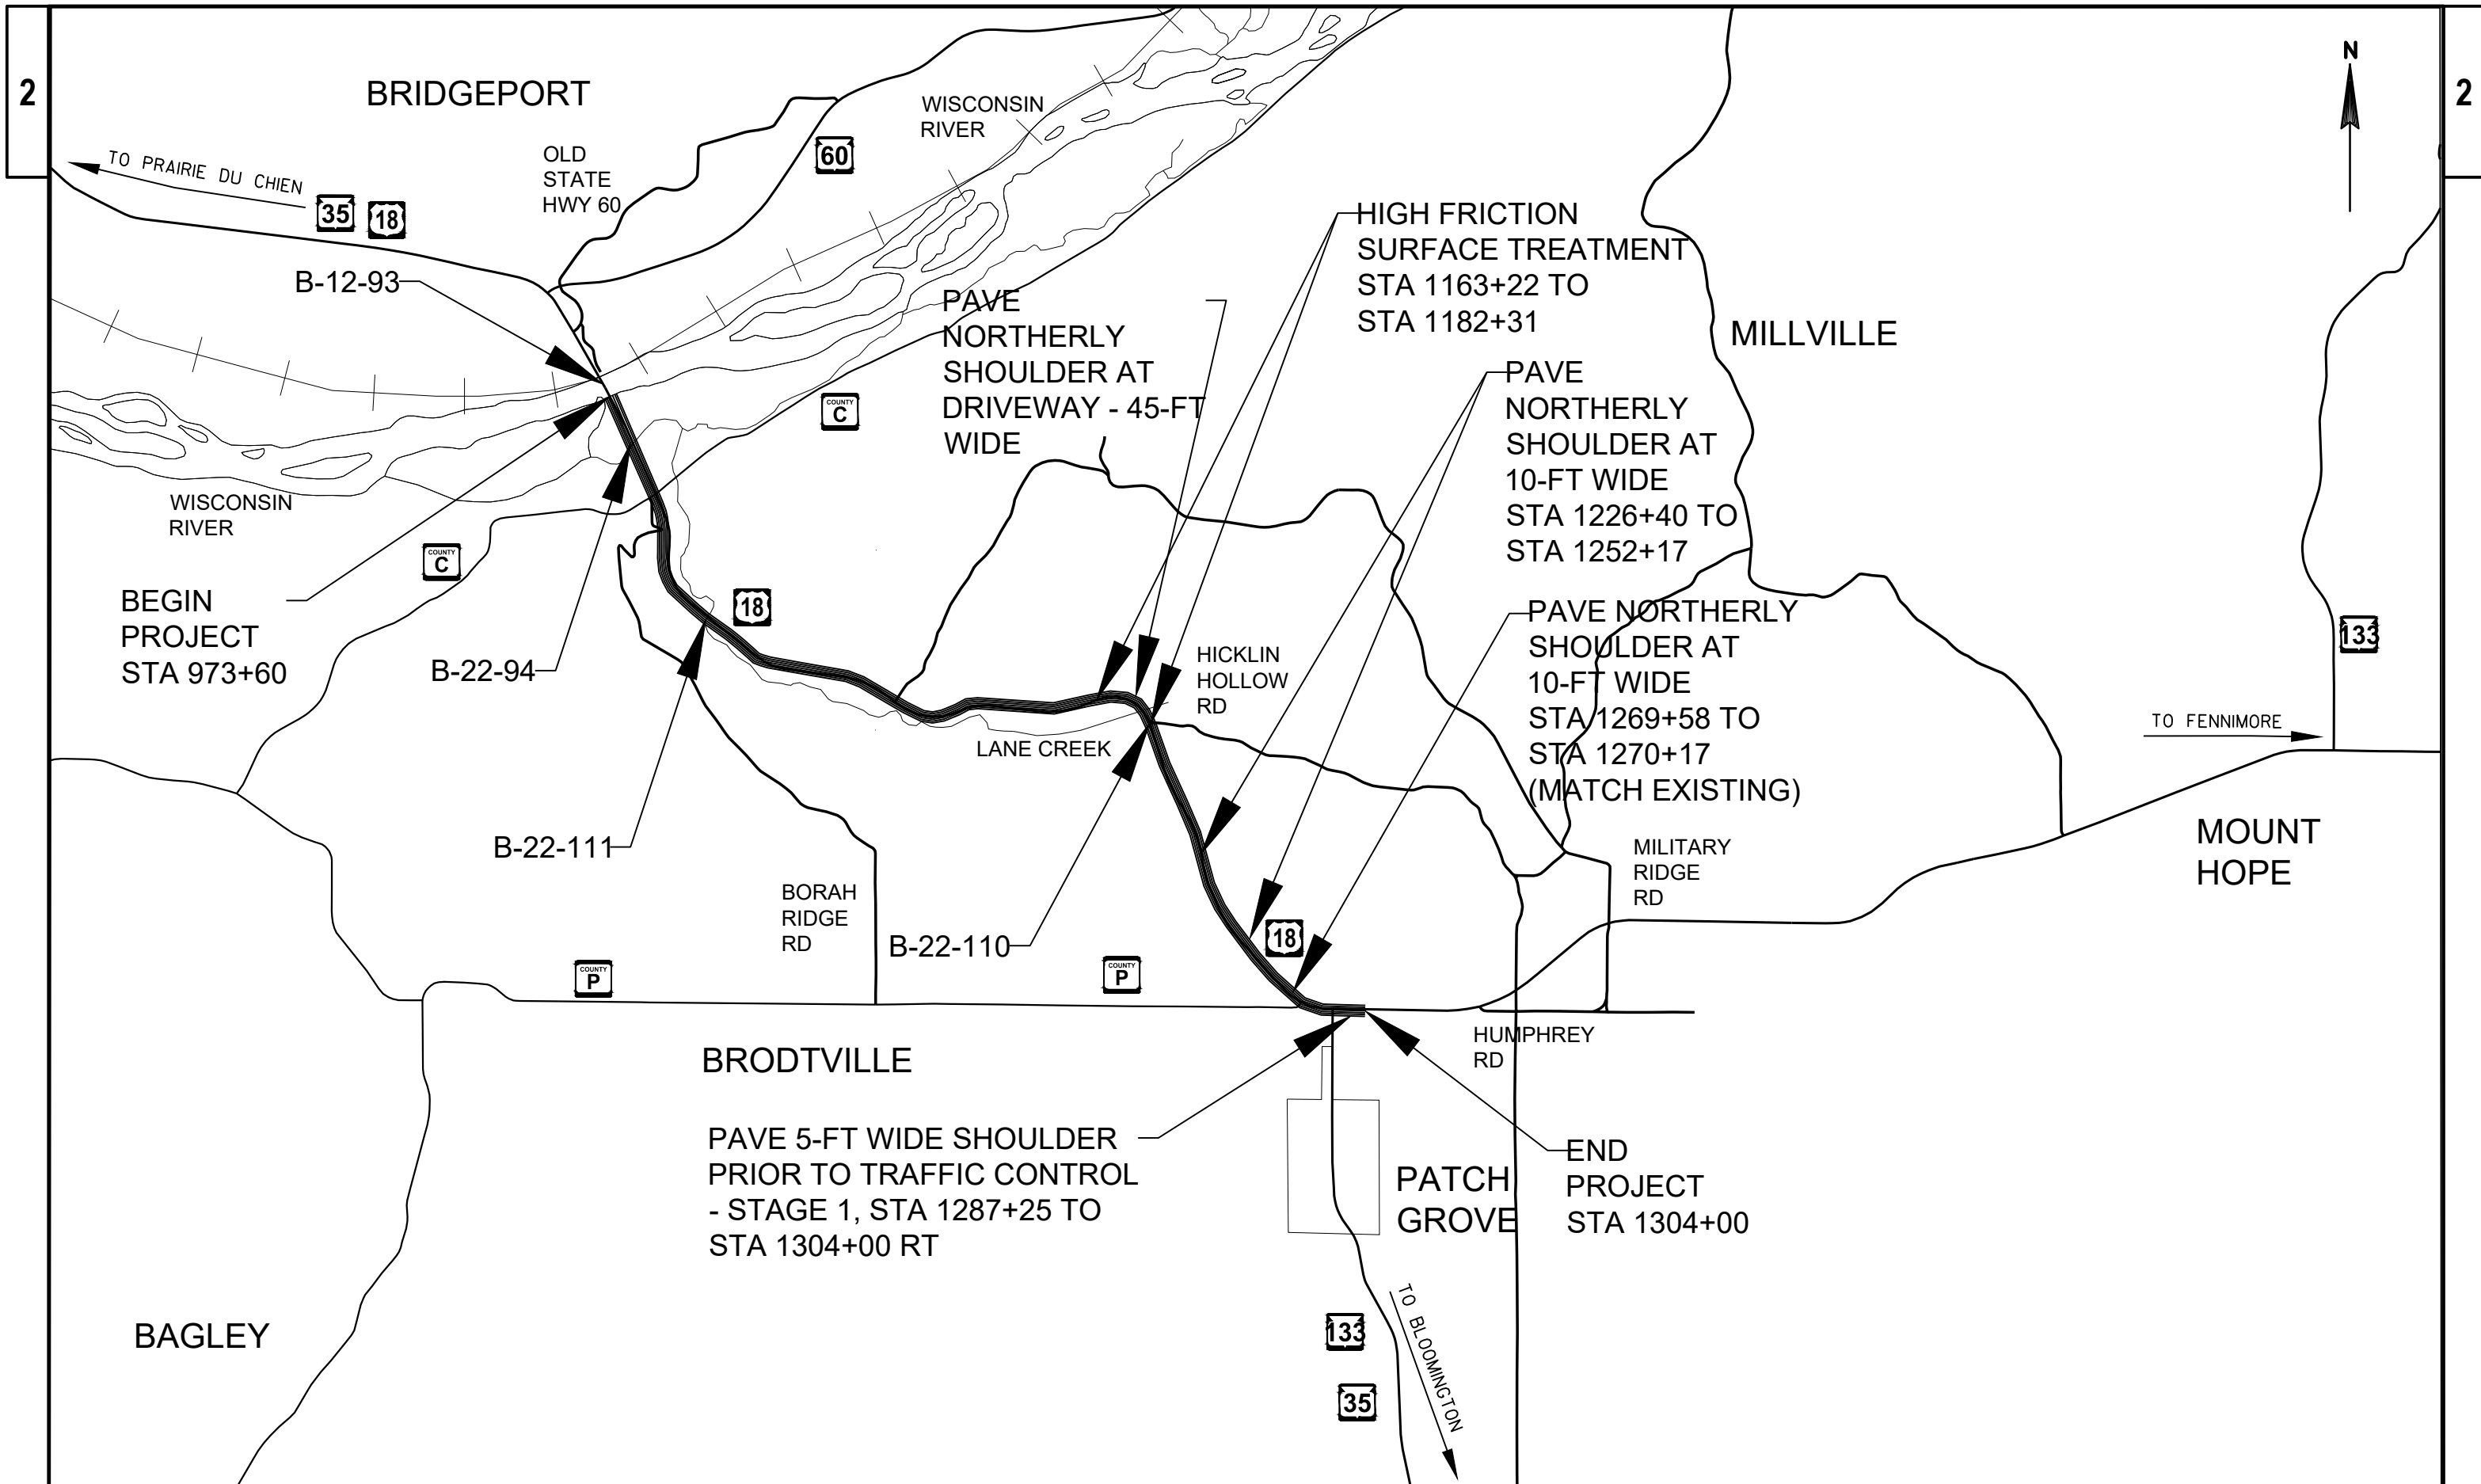 2
2
N
BRIDGEPORT
WISCONSIN
RIVER
TO PRAIRIE DU CHIEN
35
18
OLD
STATE
HWY 60
60
B-12-93
HIGH FRICTION
SURFACE TREATMENT
STA 1163+22 TO
STA 1182+31
PAVE
NORTHERLY
SHOULDER AT
DRIVEWAY - 45-FT
WIDE
MILLVILLE
PAVE
NORTHERLY
SHOULDER AT
10-FT WIDE
STA 1226+40 TO
STA 1252+17
COUNTY
C
WISCONSIN
RIVER
COUNTY
C
BEGIN
PROJECT
STA 973+60
18
B-22-94
HICKLIN
HOLLOW
RD
PAVE NORTHERLY
SHOULDER AT
10-FT WIDE
STA 1269+58 TO
STA 1270+17
(MATCH EXISTING)
133
TO FENNIMORE
LANE CREEK
B-22-111
MOUNT
HOPE
MILITARY
RIDGE
RD
BORAH
RIDGE
RD
B-22-110
18
COUNTY
P
COUNTY
P
BRODTVILLE
HUMPHREY
RD
PAVE 5-FT WIDE SHOULDER
PRIOR TO TRAFFIC CONTROL
- STAGE 1, STA 1287+25 TO
STA 1304+00 RT
PATCH
GROVE
END
PROJECT
STA 1304+00
BAGLEY
133
35
TO BLOOMINGTON